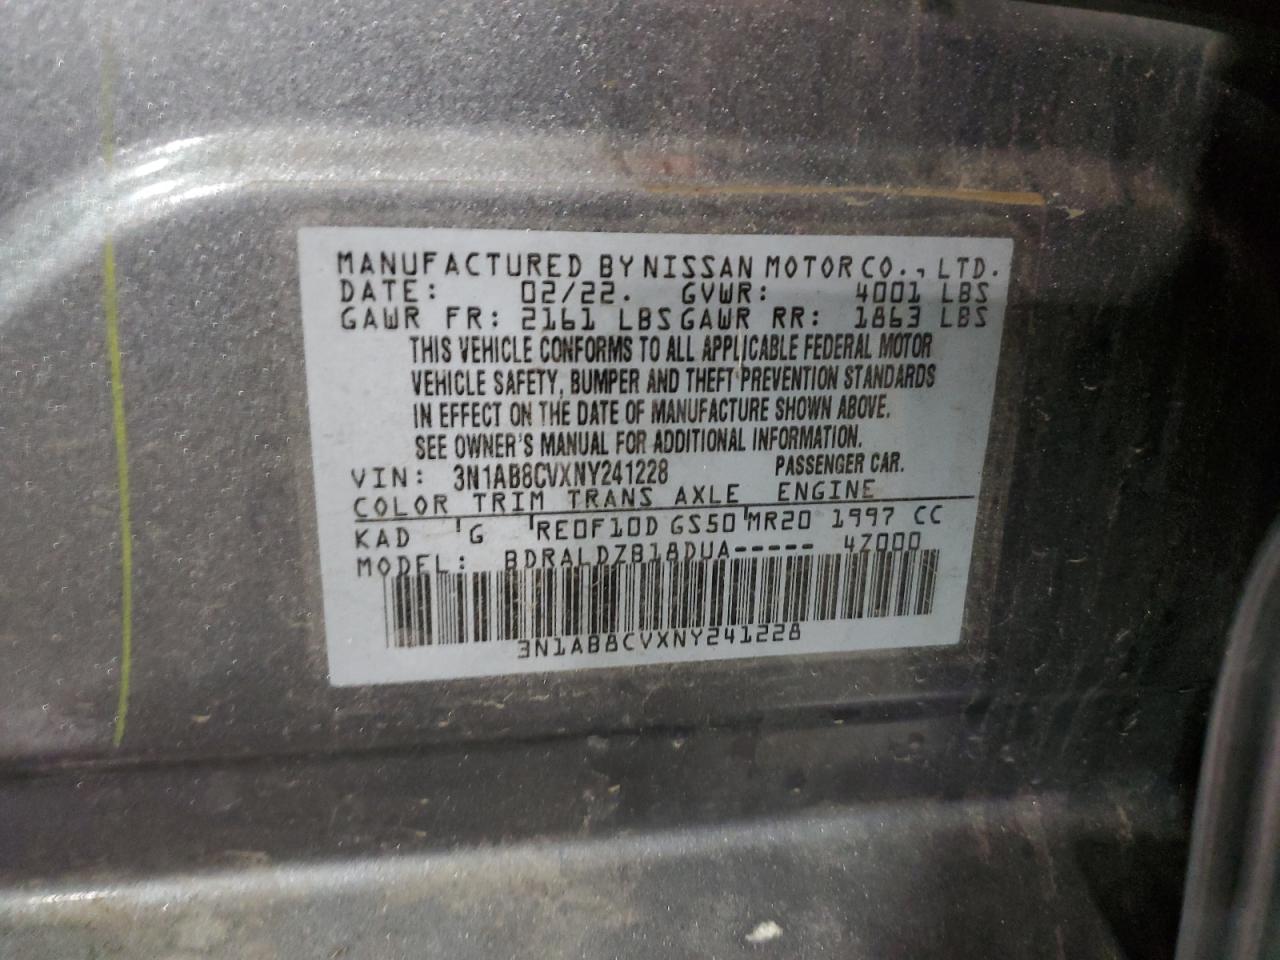 MANUFACTURED BY NISSAN MOTOR CO., LTD.
DATE: 02/22. GVWR: 4001 LBS
GAWR FR: 2161 LBS GAWR RR: 1863 LBS
THIS VEHICLE CONFORMS TO ALL APPLICABLE FEDERAL MOTOR
VEHICLE SAFETY, BUMPER AND THEFT PREVENTION STANDARDS
IN EFFECT ON THE DATE OF MANUFACTURE SHOWN ABOVE.
SEE OWNER'S MANUAL FOR ADDITIONAL INFORMATION.
VIN: 3N1AB8CVXNY241228 PASSENGER CAR.
COLOR TRIM TRANS AXLE ENGINE
KAD G RE0F10D GS50 MR20 1997 CC
MODEL: BDRALDZB18DUA----- 4Z000
3N1AB8CVXNY241228